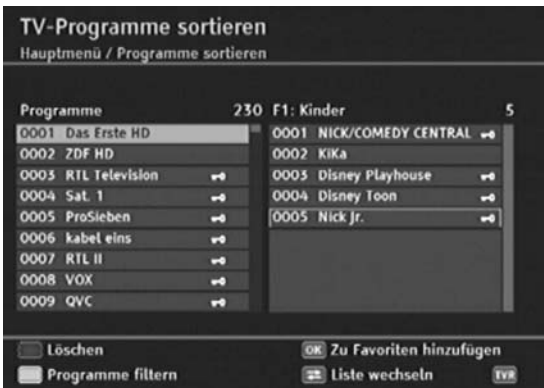 TV-Programme sortieren
Hauptmenü / Programme sortieren
Programme 230
0001 Das Erste HD
0002 ZDF HD
0003 RTL Television
0004 Sat. 1
0005 ProSieben
0006 kabel eins
0007 RTL II
0008 VOX
0009 QVC
F1: Kinder 5
0001 NICK/COMEDY CENTRAL
0002 KiKa
0003 Disney Playhouse
0004 Disney Toon
0005 Nick Jr.
Löschen
OK Zu Favoriten hinzufügen
Programme filtern
Liste wechseln
TVR